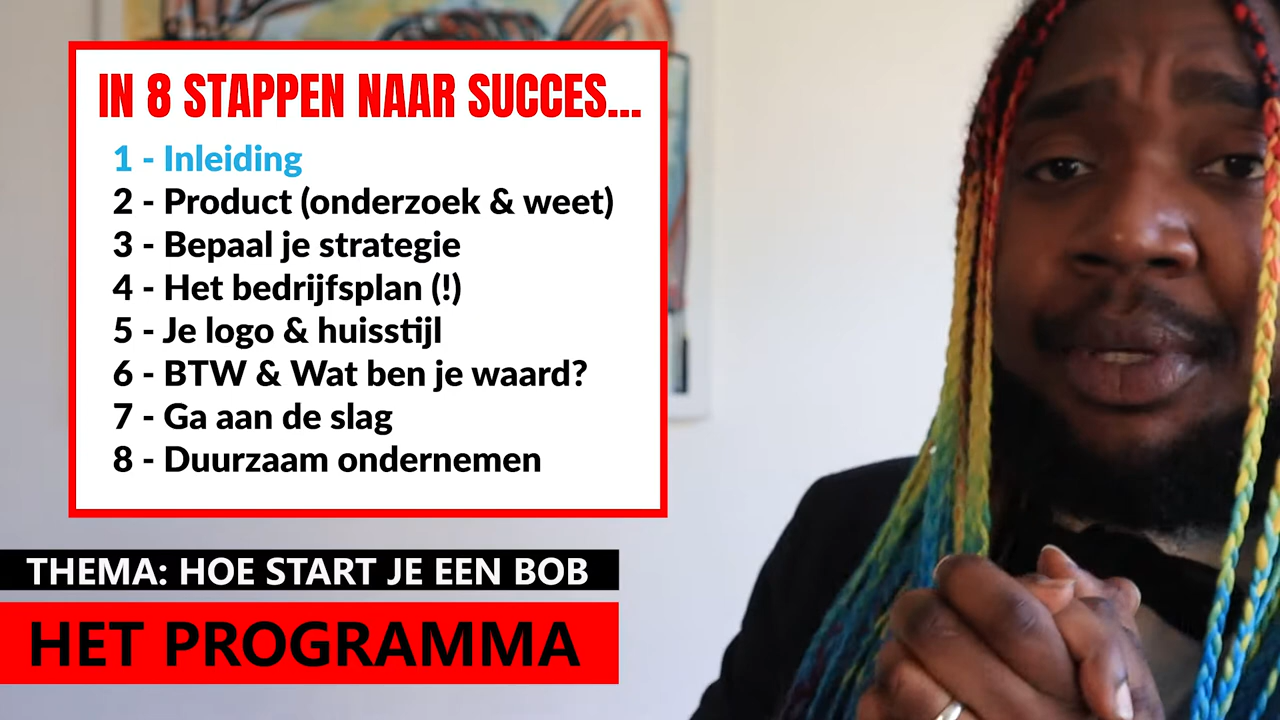 IN 8 STAPPEN NAAR SUCCES...
1 - Inleiding
2 - Product (onderzoek & weet)
3 - Bepaal je strategie
4 - Het bedrijfsplan (!)
5 - Je logo & huisstijl
6 - BTW & Wat ben je waard?
7 - Ga aan de slag
8 - Duurzaam ondernemen
THEMA: HOE START JE EEN BOB
HET PROGRAMMA